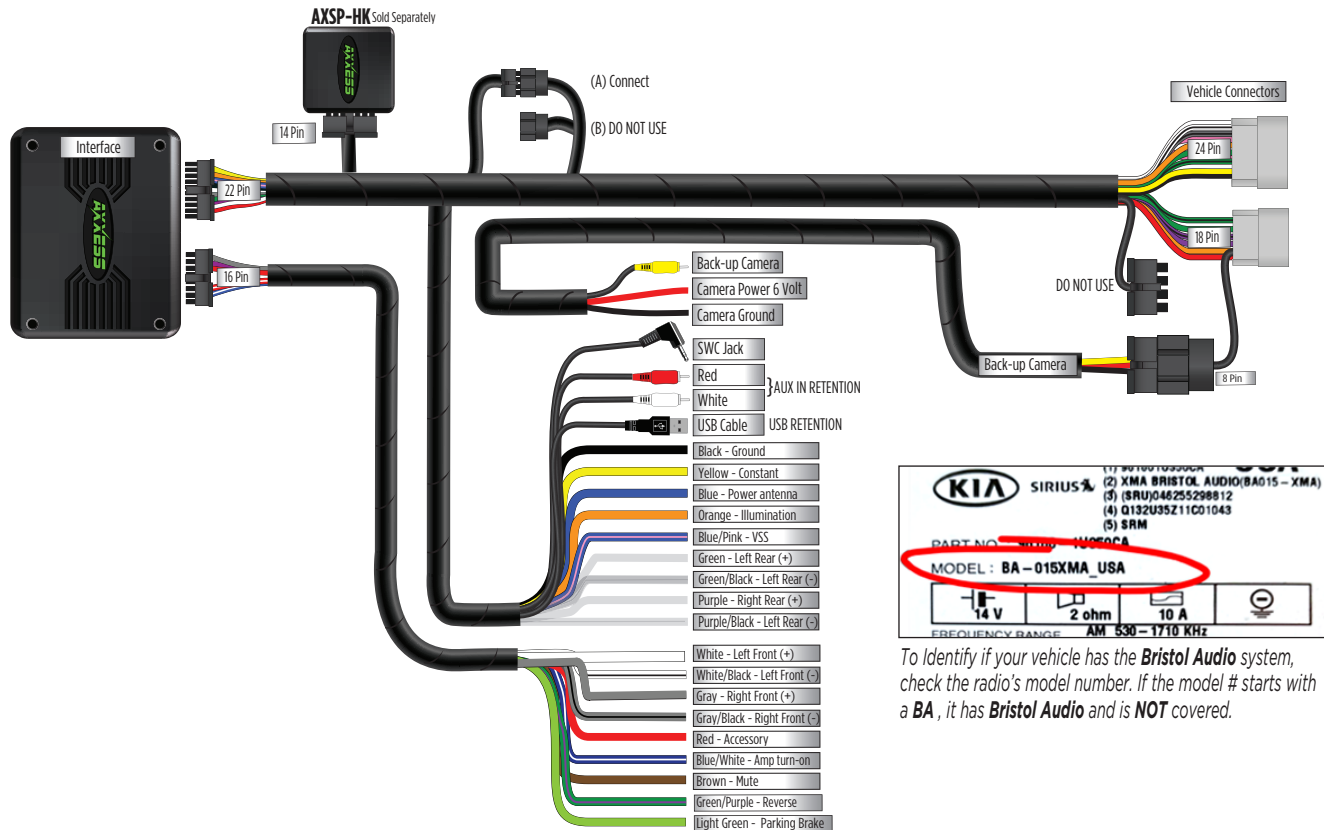 AXSP-HK Sold Separately
AXXESS
14 Pin
(A) Connect
(B) DO NOT USE
Vehicle Connectors
Interface
AXXESS
22 Pin
16 Pin
24 Pin
18 Pin
DO NOT USE
Back-up Camera
8 Pin
Back-up Camera
Camera Power 6 Volt
Camera Ground
SWC Jack
Red
White
}AUX IN RETENTION
USB Cable USB RETENTION
Black - Ground
Yellow - Constant
Blue - Power antenna
Orange - Illumination
Blue/Pink - VSS
Green - Left Rear (+)
Green/Black - Left Rear (-)
Purple - Right Rear (+)
Purple/Black - Left Rear (-)
White - Left Front (+)
White/Black - Left Front (-)
Gray - Right Front (+)
Gray/Black - Right Front (-)
Red - Accessory
Blue/White - Amp turn-on
Brown - Mute
Green/Purple - Reverse
Light Green - Parking Brake
KIA SIRIUS
(2) XMA BRISTOL AUDIO(BA015 - XMA)
(3) (SRU)046255298812
(4) Q132U35Z11C01043
(5) SRM
PART NO
MODEL : BA-015XMA_USA
14 V 2 ohm 10 A
FREQUENCY RANGE AM 530-1710 KHz
To Identify if your vehicle has the Bristol Audio system,
check the radio's model number. If the model # starts with
a BA , it has Bristol Audio and is NOT covered.